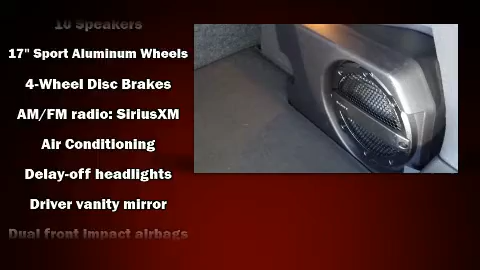 10 Speakers
17" Sport Aluminum Wheels
4-Wheel Disc Brakes
AM/FM radio: SiriusXM
Air Conditioning
Delay-off headlights
Driver vanity mirror
Dual front impact airbags